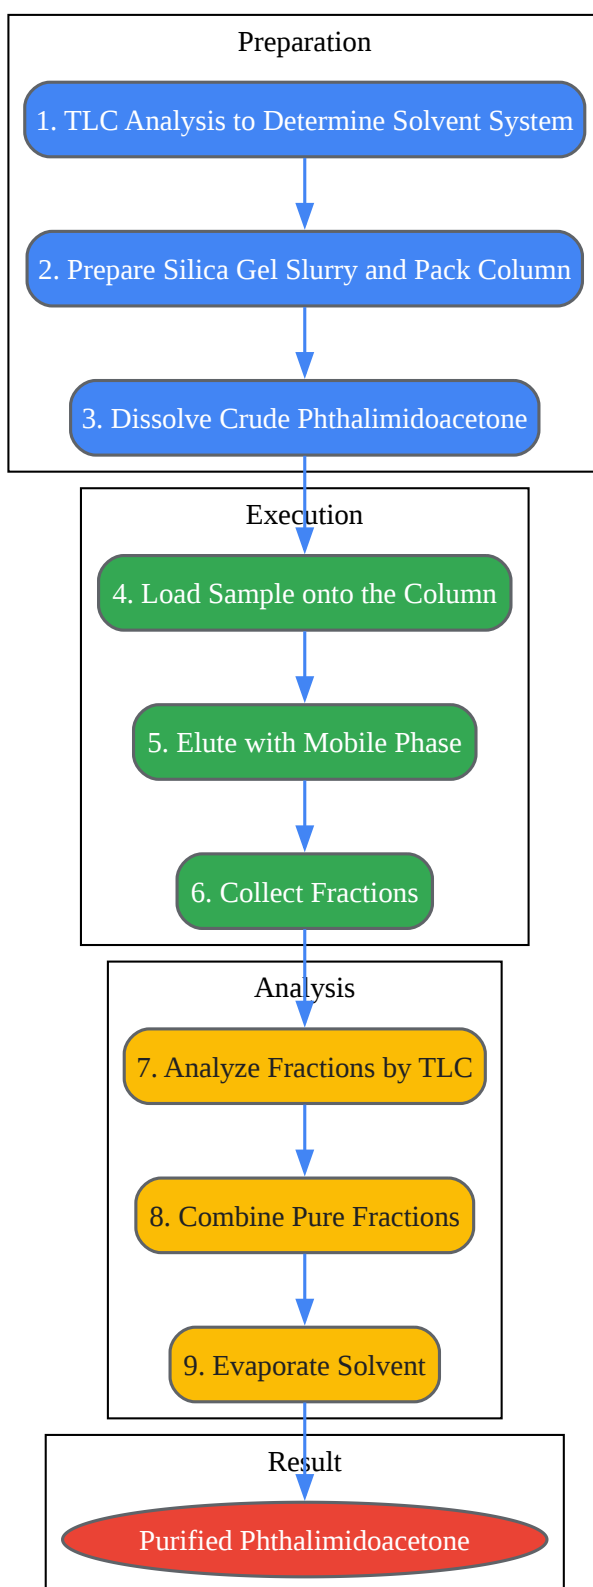 Preparation
1. TLC Analysis to Determine Solvent System
2. Prepare Silica Gel Slurry and Pack Column
3. Dissolve Crude Phthalimidoacetone
Execution
4. Load Sample onto the Column
5. Elute with Mobile Phase
6. Collect Fractions
Analysis
7. Analyze Fractions by TLC
8. Combine Pure Fractions
9. Evaporate Solvent
Result
Purified Phthalimidoacetone